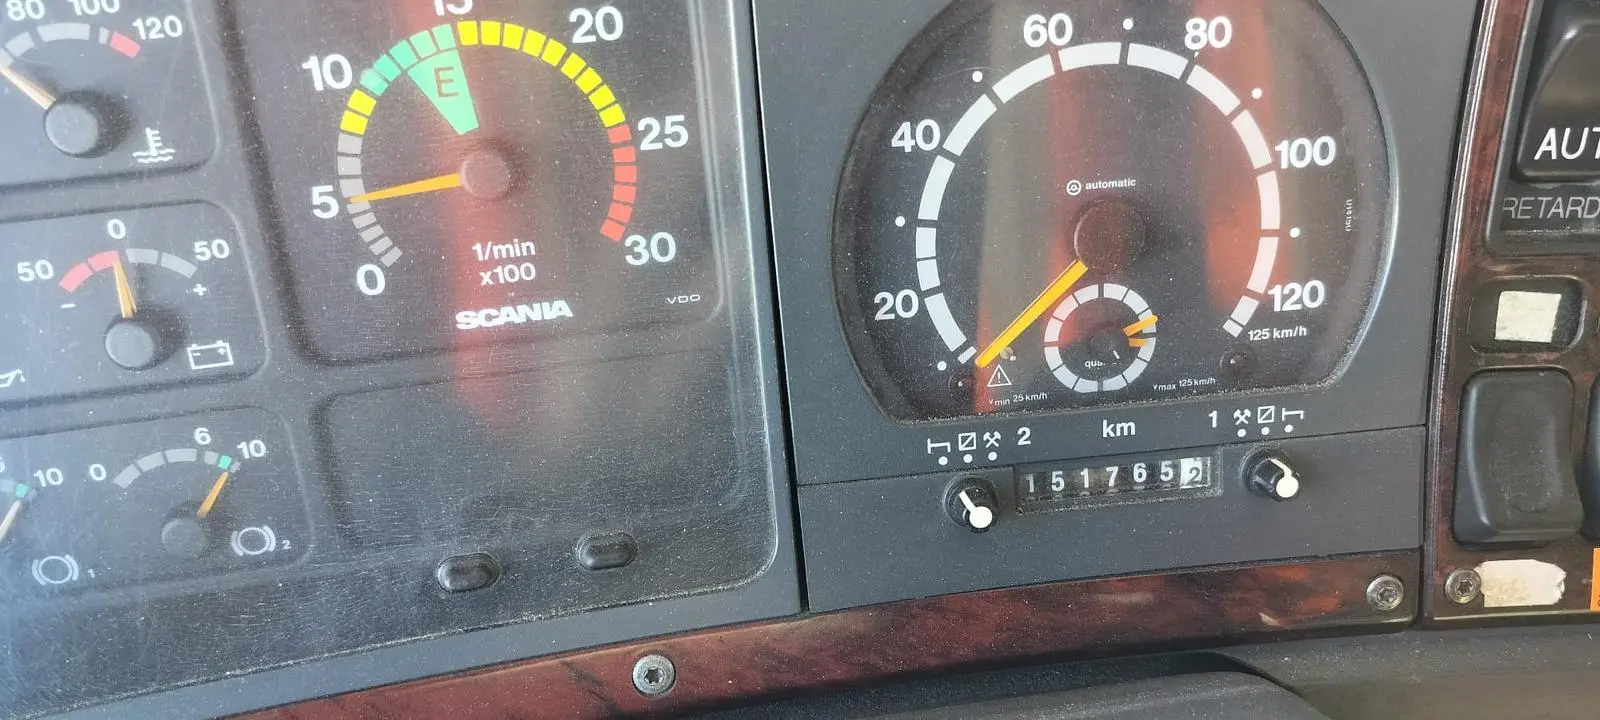 80 100 120
50 0 50
- +
0 6 10
2
10
1
0 5 10 15 20 25 30
E
1/min
x100
SCANIA
VDO
20 40 60 80 100 120
125 km/h
automatic
vmin 25 km/h
vmax 125 km/h
2 km 1
1517652
AUT
RETARD